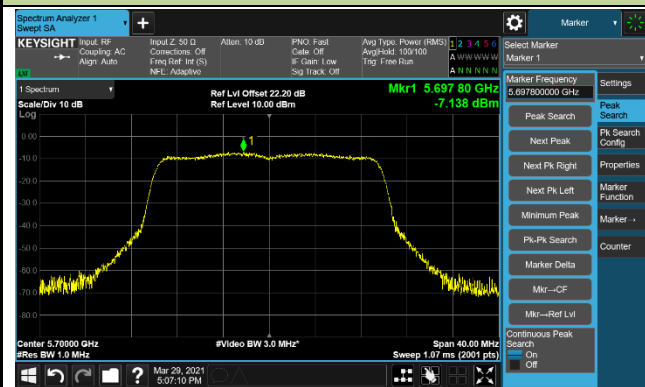 Spectrum Analyzer 1
Swept SA
+
Marker
KEYSIGHT
Input: RF
Coupling: AC
Align: Auto
Input Z: 50 Ω
Corrections: Off
Freq Ref: Int (S)
NFE: Adaptive
Atten: 10 dB
PNO: Fast
Gate: Off
IF Gain: Low
Sig Track: Off
Avg Type: Power (RMS)
Avg|Hold: 100/100
Trig: Free Run
1 2 3 4 5 6
A W W W W W
A N N N N N
LXI
Select Marker
Marker 1
1 Spectrum
Scale/Div 10 dB
Log
Ref Lvl Offset 22.20 dB
Ref Level 10.00 dBm
Mkr1 5.697 80 GHz
-7.138 dBm
1
0.00
-10.0
-20.0
-30.0
-40.0
-50.0
-60.0
-70.0
-80.0
Center 5.70000 GHz
#Res BW 1.0 MHz
#Video BW 3.0 MHz*
Span 40.00 MHz
Sweep 1.07 ms (2001 pts)
Marker Frequency
5.697800000 GHz
Peak Search
Next Peak
Next Pk Right
Next Pk Left
Minimum Peak
Pk-Pk Search
Marker Delta
Mkr→CF
Mkr→Ref Lvl
Continuous Peak
Search
On
Off
Settings
Peak
Search
Pk Search
Config
Properties
Marker
Function
Marker→
Counter
?
Mar 29, 2021
5:07:10 PM